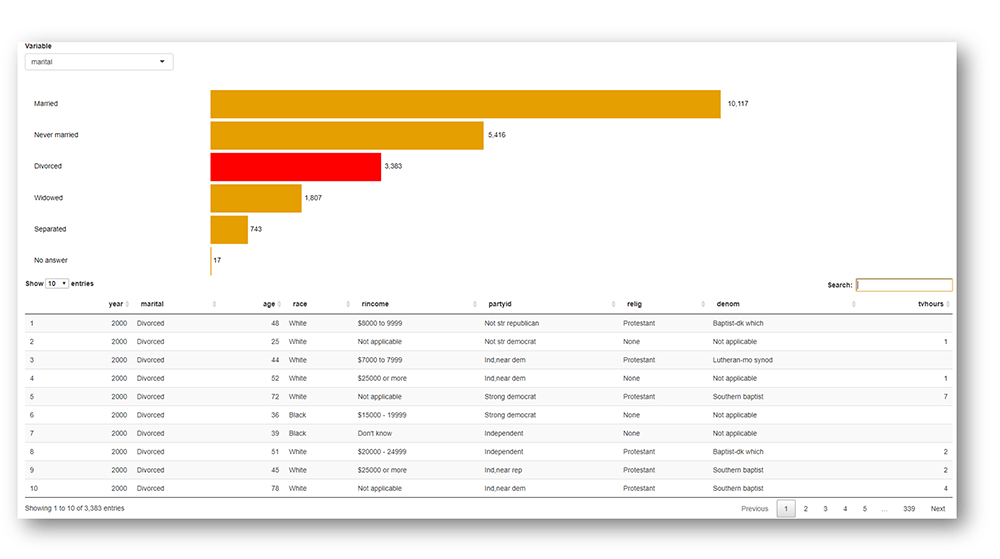 Variable
marital
Married 10,117
Never married 5,416
Divorced 3,383
Widowed 1,807
Separated 743
No answer 17
Show 10 entries Search:
year marital age race rincome partyid relig denom tvhours
1 2000 Divorced 48 White $8000 to 9999 Not str republican Protestant Baptist-dk which
2 2000 Divorced 25 White Not applicable Not str democrat None Not applicable 1
3 2000 Divorced 44 White $7000 to 7999 Ind,near dem Protestant Lutheran-mo synod
4 2000 Divorced 52 White $25000 or more Ind,near dem None Not applicable 1
5 2000 Divorced 72 White Not applicable Strong democrat Protestant Southern baptist 7
6 2000 Divorced 36 Black $15000 - 19999 Strong democrat None Not applicable
7 2000 Divorced 39 Black Don't know Independent None Not applicable
8 2000 Divorced 51 White $20000 - 24999 Independent Protestant Baptist-dk which 2
9 2000 Divorced 45 White $25000 or more Ind,near rep Protestant Southern baptist 2
10 2000 Divorced 78 White Not applicable Ind,near dem Protestant Southern baptist 4
Showing 1 to 10 of 3,383 entries Previous 1 2 3 4 5 ... 339 Next